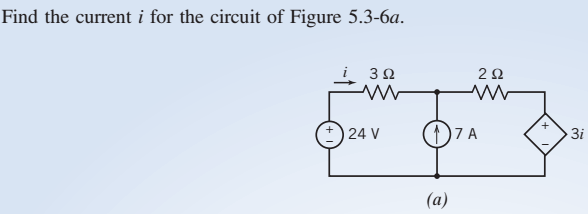 Find the current i for the circuit of Figure 5.3-6a.
i 3 Ω 2 Ω
+ − 24 V 7 A + − 3i
(a)